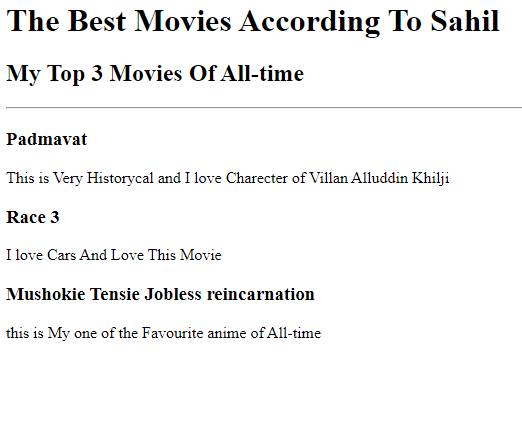 The Best Movies According To Sahil
My Top 3 Movies Of All-time
Padmavat
This is Very Historycal and I love Charecter of Villan Alluddin Khilji
Race 3
I love Cars And Love This Movie
Mushokie Tensie Jobless reincarnation
this is My one of the Favourite anime of All-time